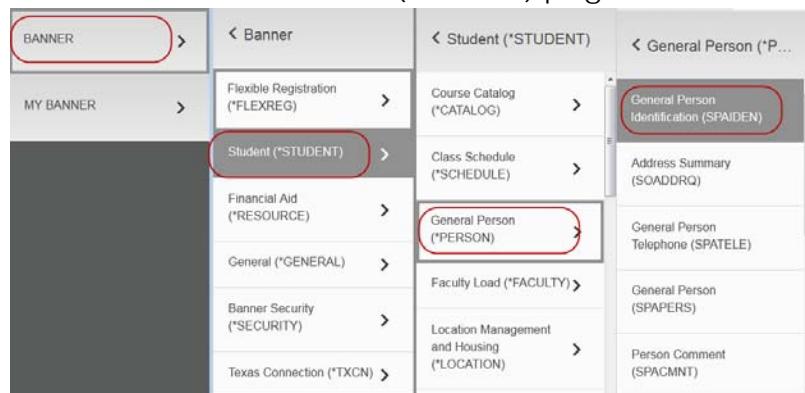 BANNER
MY BANNER
Banner
Flexible Registration
(*FLEXREG)
Student (*STUDENT)
Financial Aid
(*RESOURCE)
General (*GENERAL)
Banner Security
(*SECURITY)
Texas Connection (*TXCN)
Student (*STUDENT)
Course Catalog
(*CATALOG)
Class Schedule
(*SCHEDULE)
General Person
(*PERSON)
Faculty Load (*FACULTY)
Location Management
and Housing
(*LOCATION)
General Person (*P...
General Person
Identification (SPAIDEN)
Address Summary
(SOADDRQ)
General Person
Telephone (SPATELE)
General Person
(SPAPERS)
Person Comment
(SPACMNT)